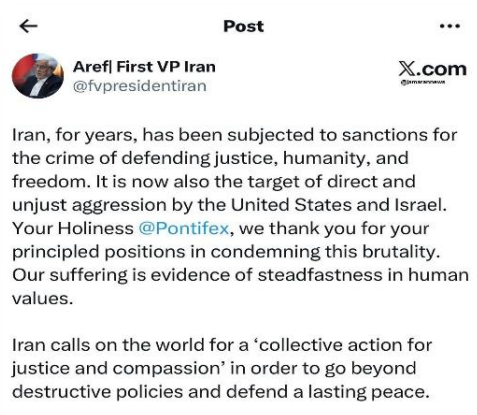 Post
Aref| First VP Iran
@fvpresidentiran
X.com
@jamarannews
Iran, for years, has been subjected to sanctions for
the crime of defending justice, humanity, and
freedom. It is now also the target of direct and
unjust aggression by the United States and Israel.
Your Holiness @Pontifex, we thank you for your
principled positions in condemning this brutality.
Our suffering is evidence of steadfastness in human
values.
Iran calls on the world for a ‘collective action for
justice and compassion’ in order to go beyond
destructive policies and defend a lasting peace.